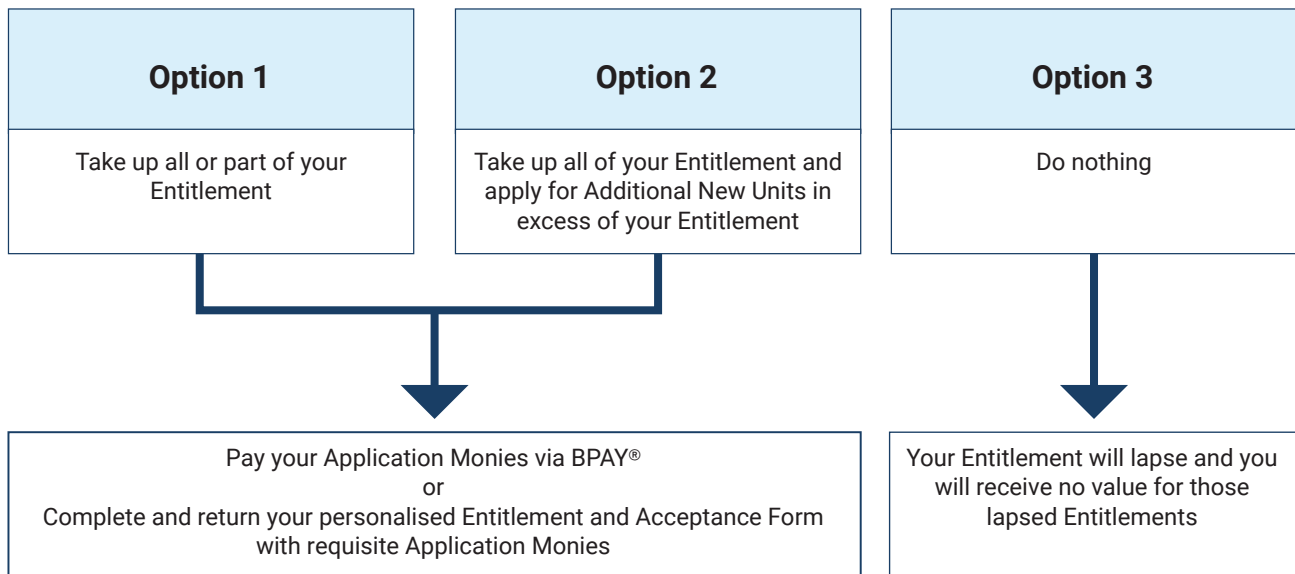 Option 1
Take up all or part of your
Entitlement
Option 2
Take up all of your Entitlement and
apply for Additional New Units in
excess of your Entitlement
Option 3
Do nothing
Pay your Application Monies via BPAY®
or
Complete and return your personalised Entitlement and Acceptance Form
with requisite Application Monies
Your Entitlement will lapse and you
will receive no value for those
lapsed Entitlements